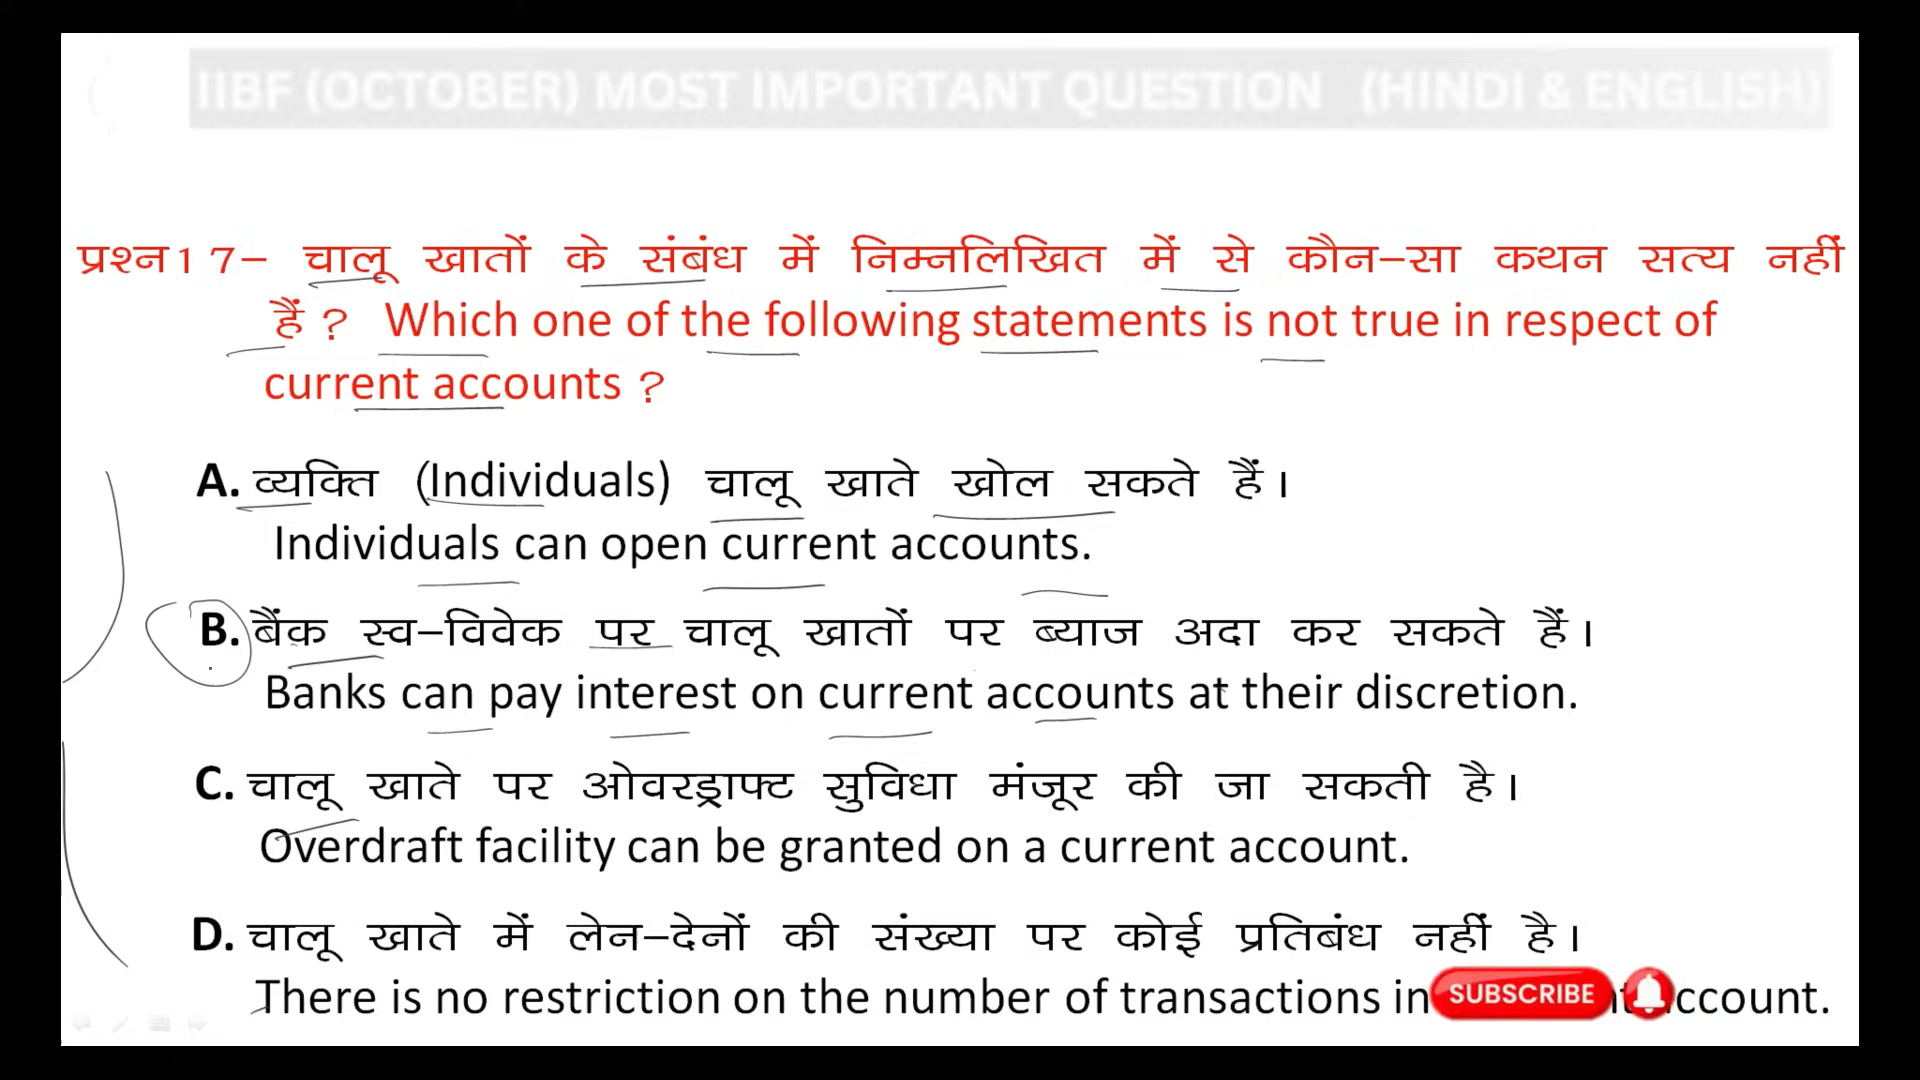 IIBF (OCTOBER) MOST IMPORTANT QUESTION (HINDI & ENGLISH)
प्रश्न17– चालू खातों के संबंध में निम्नलिखित में से कौन–सा कथन सत्य नहीं
हैं? Which one of the following statements is not true in respect of
current accounts ?
A. व्यक्ति (Individuals) चालू खाते खोल सकते हैं।
Individuals can open current accounts.
B. बैंक स्व–विवेक पर चालू खातों पर ब्याज अदा कर सकते हैं।
Banks can pay interest on current accounts at their discretion.
C. चालू खाते पर ओवरड्राफ्ट सुविधा मंजूर की जा सकती है।
Overdraft facility can be granted on a current account.
D. चालू खाते में लेन–देनों की संख्या पर कोई प्रतिबंध नहीं है।
There is no restriction on the number of transactions in SUBSCRIBE ccount.